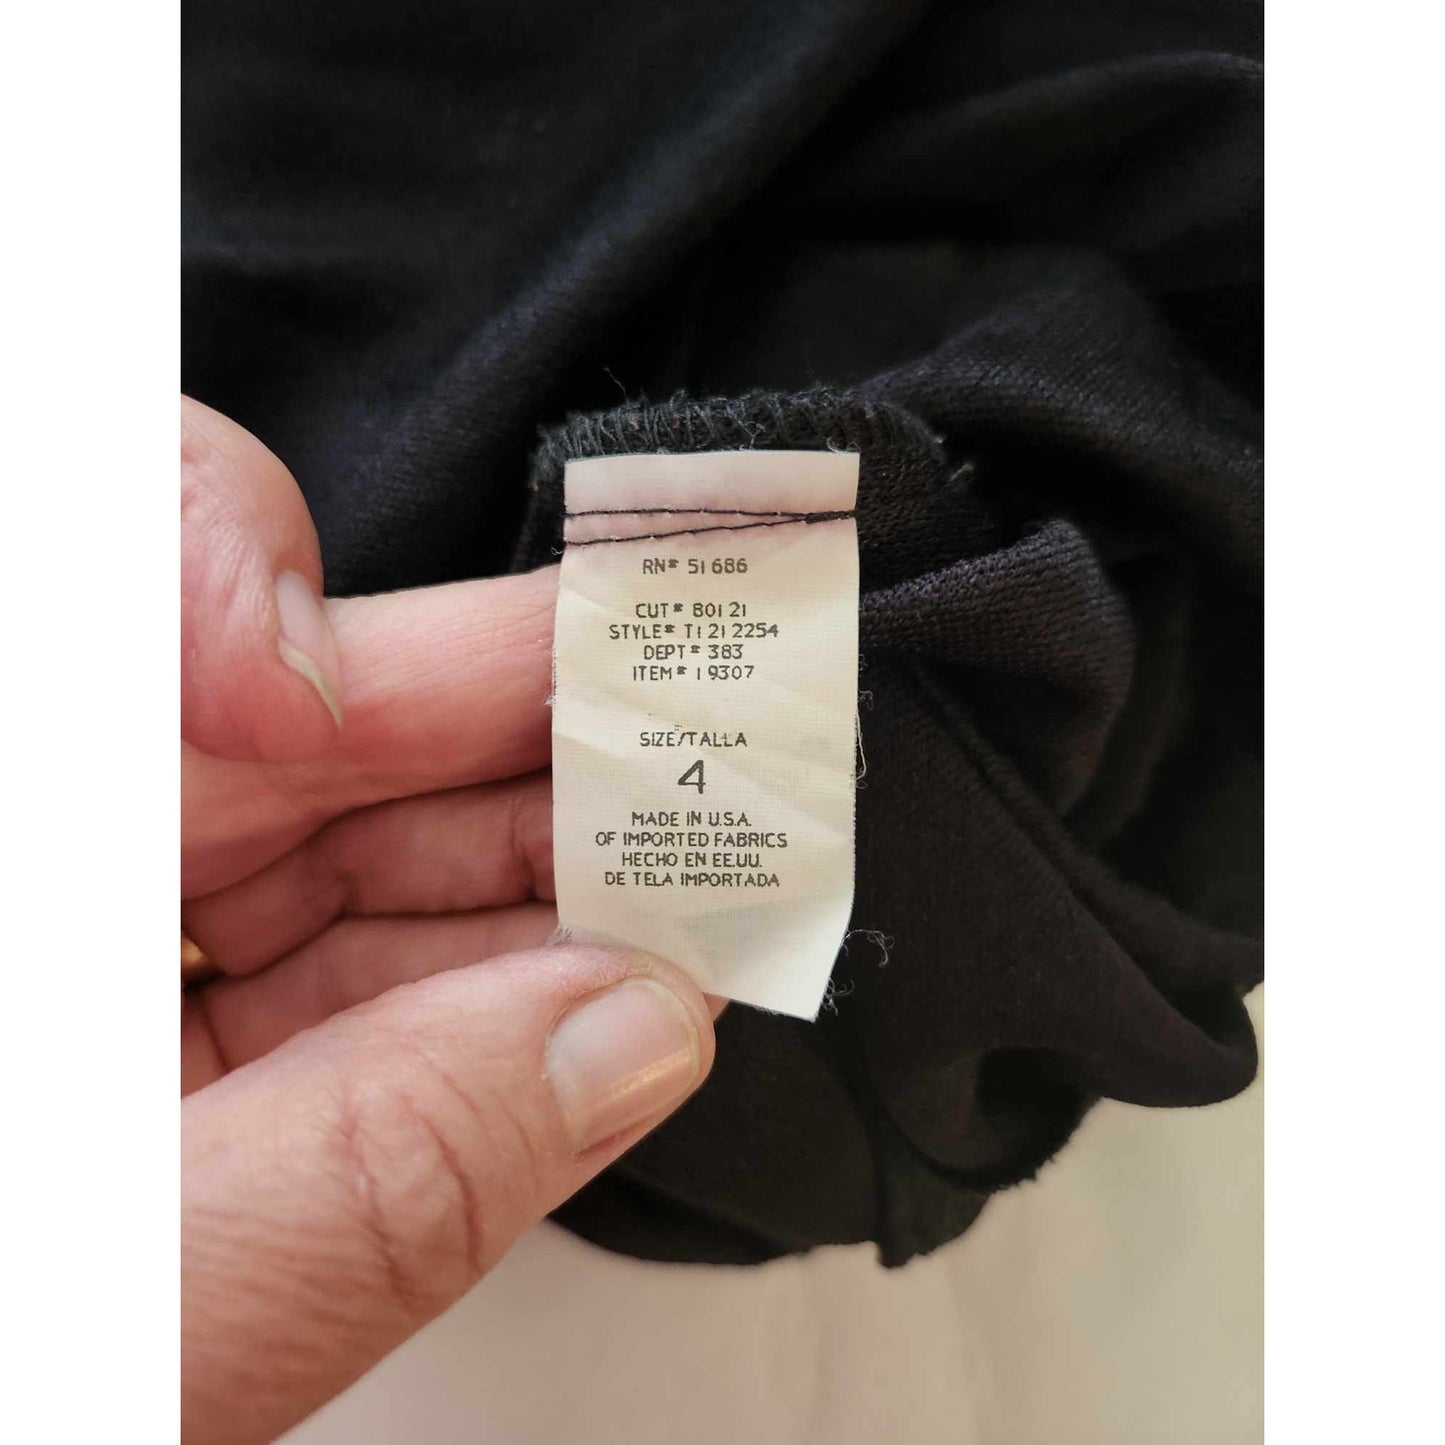 RN# 51686
CUT# 80121
STYLE# T1212254
DEPT# 383
ITEM# 19307
SIZE/TALLA
4
MADE IN U.S.A.
OF IMPORTED FABRICS
HECHO EN EE.UU.
DE TELA IMPORTADA